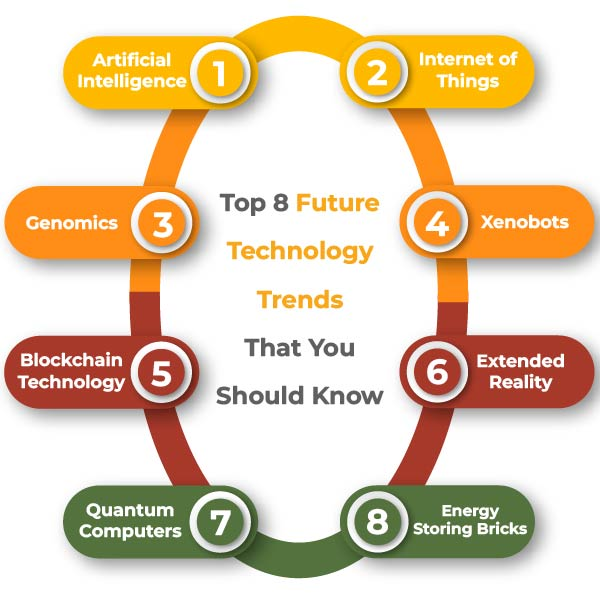 Top 8 Future
Technology
Trends
That You
Should Know
Artificial
Intelligence
1
2
Internet of
Things
Genomics
3
4
Xenobots
Blockchain
Technology
5
6
Extended
Reality
Quantum
Computers
7
8
Energy
Storing Bricks